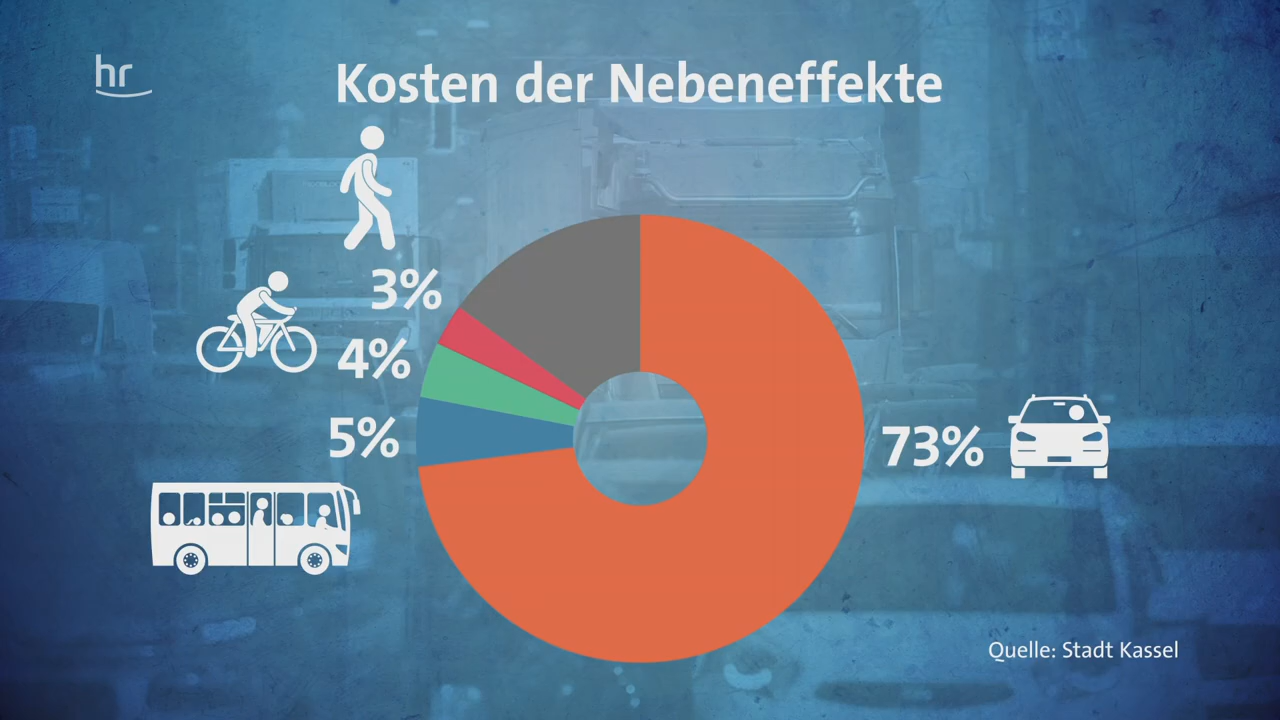 hr
Kosten der Nebeneffekte
3%
4%
5%
73%
Quelle: Stadt Kassel